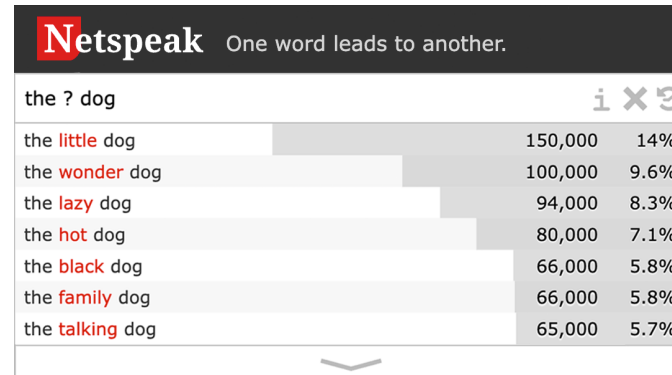 Netspeak One word leads to another.
the ? dog i
the little dog 150,000 14%
the wonder dog 100,000 9.6%
the lazy dog 94,000 8.3%
the hot dog 80,000 7.1%
the black dog 66,000 5.8%
the family dog 66,000 5.8%
the talking dog 65,000 5.7%